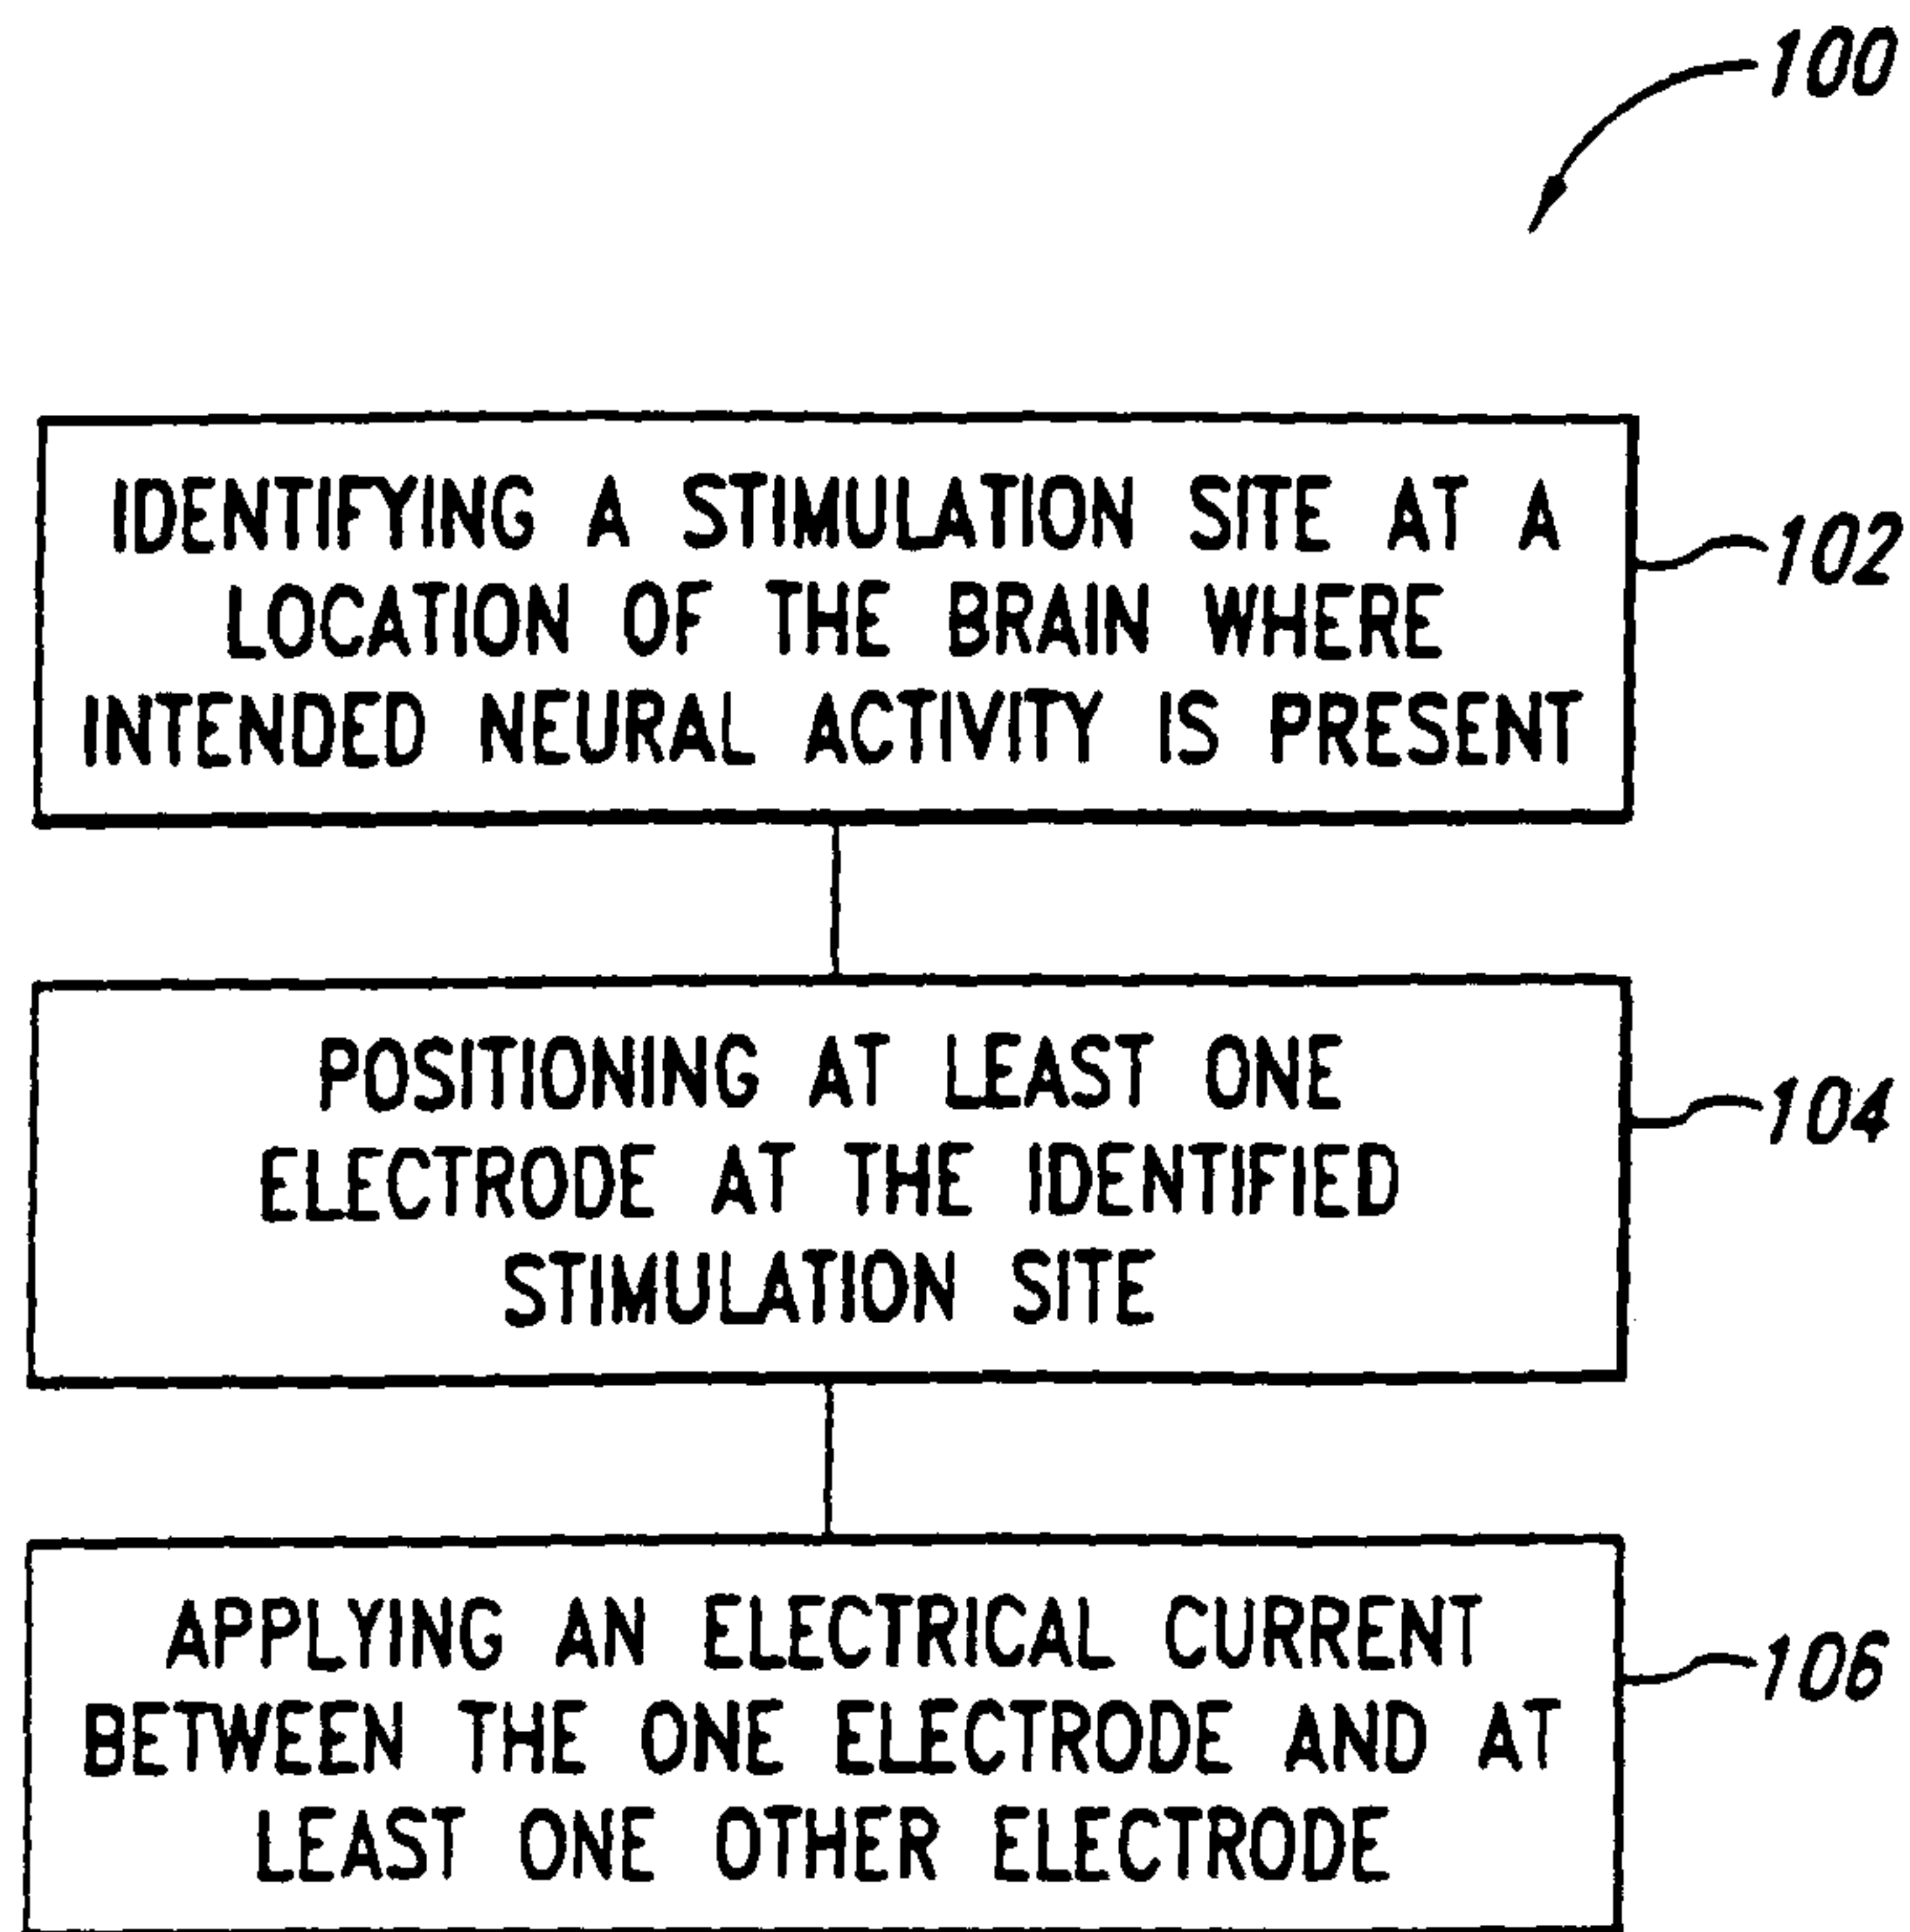 100
IDENTIFYING A STIMULATION SITE AT A
LOCATION OF THE BRAIN WHERE
INTENDED NEURAL ACTIVITY IS PRESENT
102
POSITIONING AT LEAST ONE
ELECTRODE AT THE IDENTIFIED
STIMULATION SITE
104
APPLYING AN ELECTRICAL CURRENT
BETWEEN THE ONE ELECTRODE AND AT
LEAST ONE OTHER ELECTRODE
106